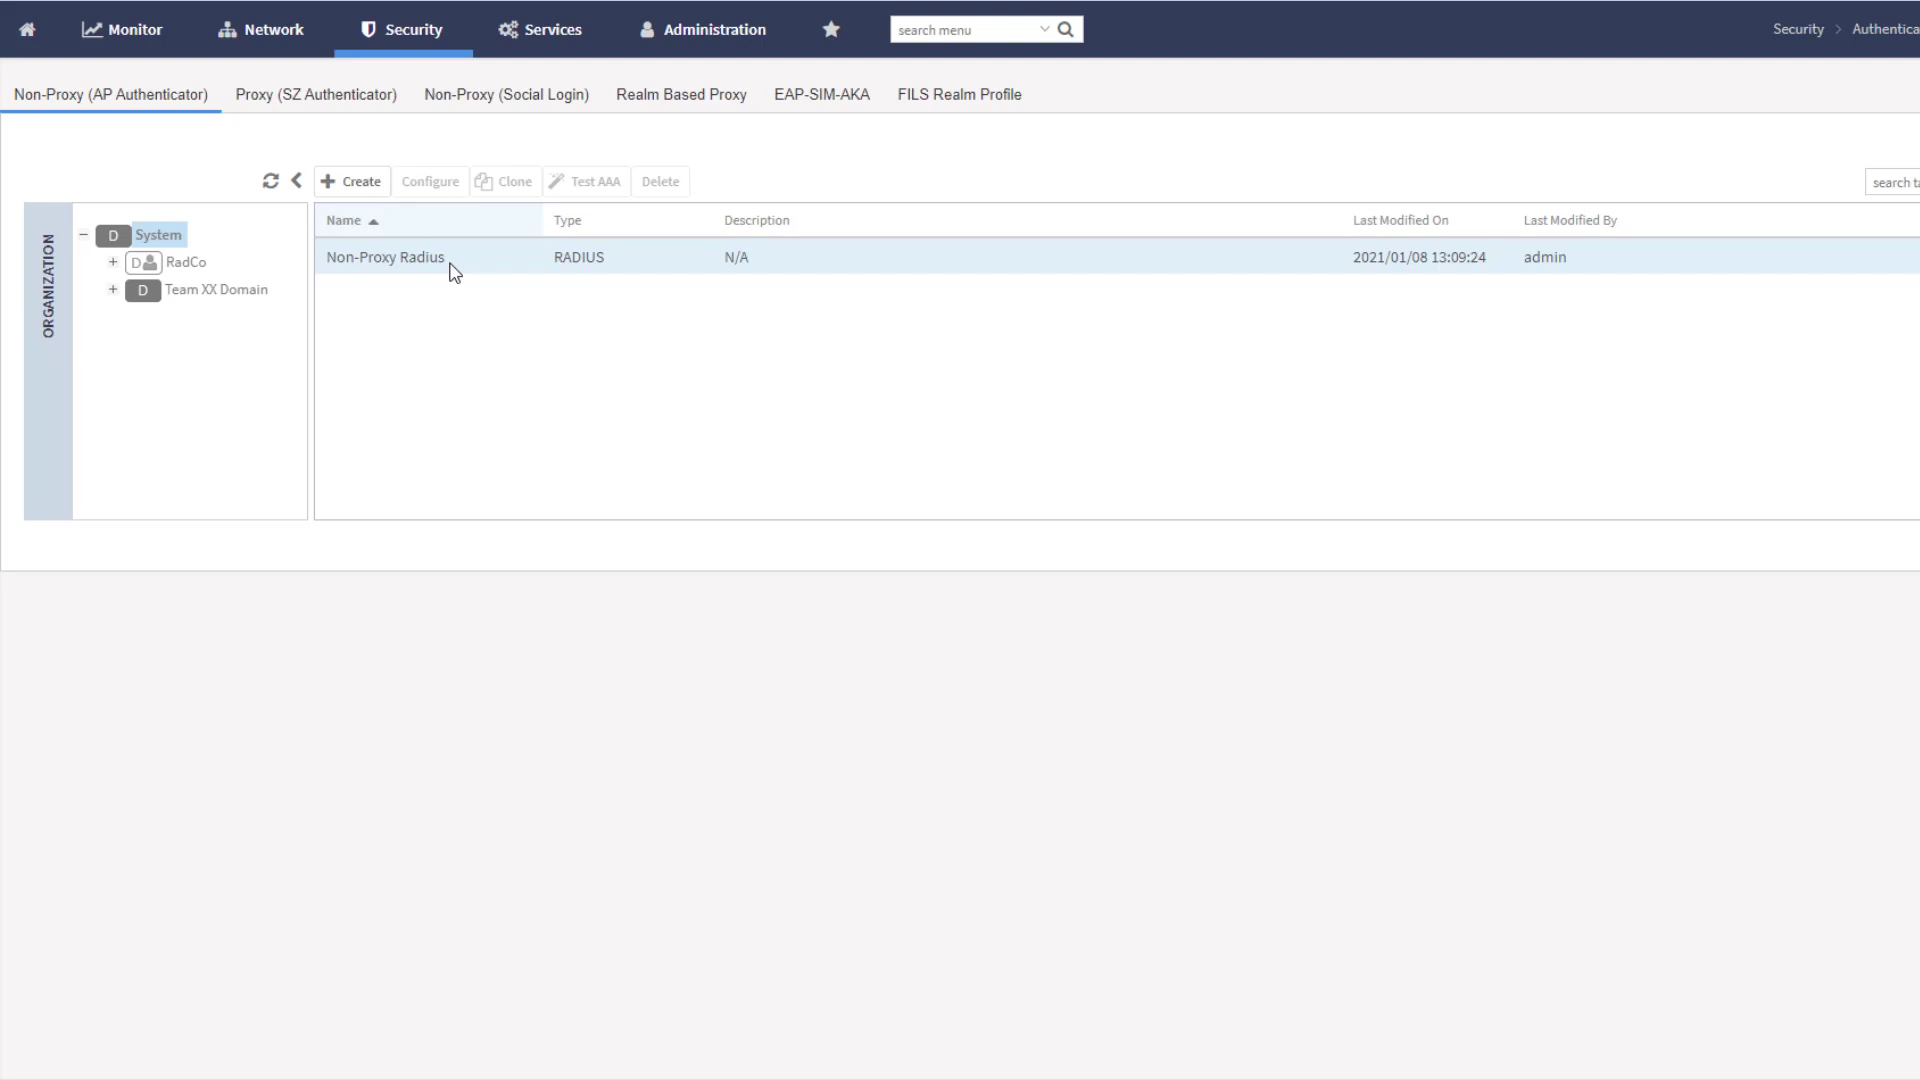 Monitor Network Security Services Administration search menu Security > Authentica
Non-Proxy (AP Authenticator) Proxy (SZ Authenticator) Non-Proxy (Social Login) Realm Based Proxy EAP-SIM-AKA FILS Realm Profile
+ Create Configure Clone Test AAA Delete search ta
ORGANIZATION
− D System
+ D RadCo
+ D Team XX Domain
Name Type Description Last Modified On Last Modified By
Non-Proxy Radius RADIUS N/A 2021/01/08 13:09:24 admin